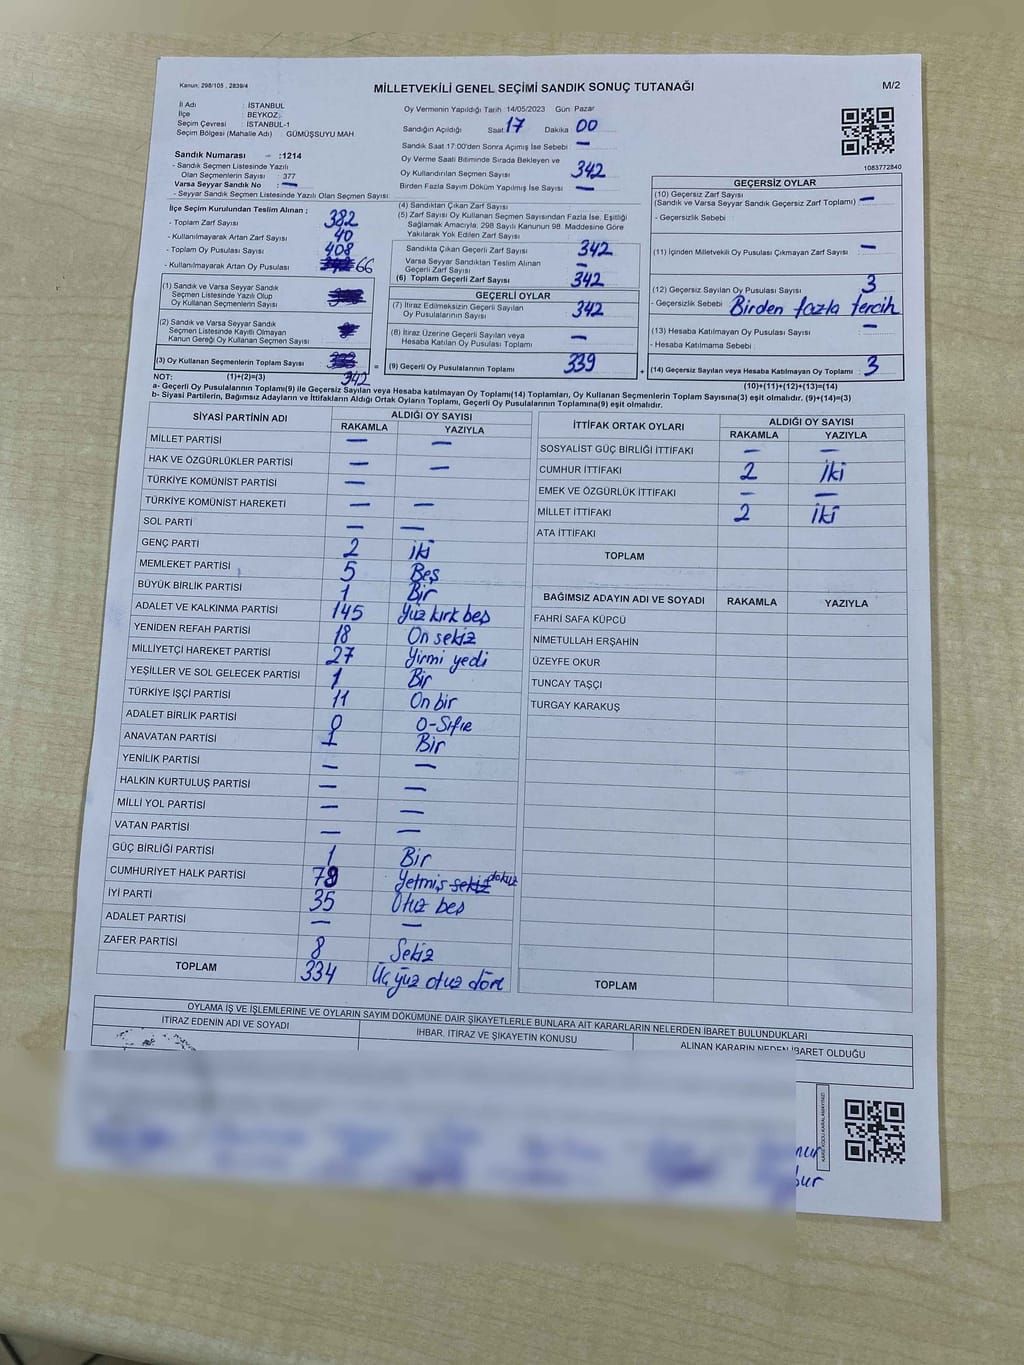 Kanun: 298/105 , 2839/4
MİLLETVEKİLİ GENEL SEÇİMİ SANDIK SONUÇ TUTANAĞI
M/2
İl Adı : İSTANBUL
İlçe : BEYKOZ
Seçim Çevresi : İSTANBUL-1
Seçim Bölgesi (Mahalle Adı) : GÜMÜŞSUYU MAH
Sandık Numarası :1214
- Sandık Seçmen Listesinde Yazılı
Olan Seçmenlerin Sayısı : 377
Varsa Seyyar Sandık No : —
- Seyyar Sandık Seçmen Listesinde Yazılı Olan Seçmen Sayısı:
Oy Vermenin Yapıldığı Tarih 14/05/2023 Gün: Pazar
Sandığın Açıldığı Saat 17 Dakika 00
Sandık Saat 17:00'den Sonra Açımış İse Sebebi : —
Oy Verme Saati Bitiminde Sırada Bekleyen ve
Oy Kullandırılan Seçmen Sayısı : 342
Birden Fazla Sayım Döküm Yapılmış İse Sayısı : —
1083772840
İlçe Seçim Kurulundan Teslim Alınan :
- Toplam Zarf Sayısı : 382
- Kullanılmayarak Artan Zarf Sayısı : 40
- Toplam Oy Pusulası Sayısı : 408
- Kullanılmayarak Artan Oy Pusulası : 66
(1) Sandık ve Varsa Seyyar Sandık
Seçmen Listesinde Yazılı Olup
Oy Kullanan Seçmenlerin Sayısı :
(2) Sandık ve Varsa Seyyar Sandık
Seçmen Listesinde Kayıtlı Olmayan
Kanun Gereği Oy Kullanan Seçmen Sayısı :
(3) Oy Kullanan Seçmenlerin Toplam Sayısı : 342
(4) Sandıktan Çıkan Zarf Sayısı :
(5) Zarf Sayısı Oy Kullanan Seçmen Sayısından Fazla İse, Eşitliği
Sağlamak Amacıyla; 298 Sayılı Kanunun 98. Maddesine Göre
Yakılarak Yok Edilen Zarf Sayısı :
Sandıkta Çıkan Geçerli Zarf Sayısı : 342
Varsa Seyyar Sandıktan Teslim Alınan
Geçerli Zarf Sayısı : —
(6) Toplam Geçerli Zarf Sayısı : 342
GEÇERLİ OYLAR
(7) İtiraz Edilmeksizin Geçerli Sayılan
Oy Pusulalarının Sayısı : 342
(8) İtiraz Üzerine Geçerli Sayılan veya
Hesaba Katılan Oy Pusulası Toplamı : —
(9) Geçerli Oy Pusulalarının Toplamı : 339
GEÇERSİZ OYLAR
(10) Geçersiz Zarf Sayısı
(Sandık ve Varsa Seyyar Sandık Geçersiz Zarf Toplamı) : —
- Geçersizlik Sebebi :
(11) İçinden Milletvekili Oy Pusulası Çıkmayan Zarf Sayısı : —
(12) Geçersiz Sayılan Oy Pusulası Sayısı : 3
- Geçersizlik Sebebi : Birden fazla tercih
(13) Hesaba Katılmayan Oy Pusulası Sayısı : —
- Hesaba Katılmama Sebebi :
(14) Geçersiz Sayılan veya Hesaba Katılmayan Oy Toplamı : 3
NOT: (1)+(2)=(3)
(10)+(11)+(12)+(13)=(14)
a- Geçerli Oy Pusulalarının Toplamı(9) ile Geçersiz Sayılan veya Hesaba katılmayan Oy Toplamı(14) Toplamları, Oy Kullanan Seçmenlerin Toplam Sayısına(3) eşit olmalıdır. (9)+(14)=(3)
b- Siyasi Partilerin, Bağımsız Adayların ve İttifakların Aldığı Ortak Oyların Toplamı, Geçerli Oy Pusulalarının Toplamına(9) eşit olmalıdır.
SİYASİ PARTİNİN ADI ALDIĞI OY SAYISI
RAKAMLA YAZIYLA
MİLLET PARTİSİ — —
HAK VE ÖZGÜRLÜKLER PARTİSİ — —
TÜRKİYE KOMÜNİST PARTİSİ —
TÜRKİYE KOMÜNİST HAREKETİ — —
SOL PARTİ — —
GENÇ PARTİ 2 iki
MEMLEKET PARTİSİ 5 Beş
BÜYÜK BİRLİK PARTİSİ 1 Bir
ADALET VE KALKINMA PARTİSİ 145 Yüz kırk beş
YENİDEN REFAH PARTİSİ 18 On sekiz
MİLLİYETÇİ HAREKET PARTİSİ 27 Yirmi yedi
YEŞİLLER VE SOL GELECEK PARTİSİ 1 Bir
TÜRKİYE İŞÇİ PARTİSİ 11 On bir
ADALET BİRLİK PARTİSİ 0 0-Sıfır
ANAVATAN PARTİSİ 1 Bir
YENİLİK PARTİSİ — —
HALKIN KURTULUŞ PARTİSİ — —
MİLLİ YOL PARTİSİ — —
VATAN PARTİSİ — —
GÜÇ BİRLİĞİ PARTİSİ 1 Bir
CUMHURİYET HALK PARTİSİ 79 Yetmiş sekiz dokuz
İYİ PARTİ 35 Otuz beş
ADALET PARTİSİ — —
ZAFER PARTİSİ 8 Sekiz
TOPLAM 334 Üç yüz otuz dört
İTTİFAK ORTAK OYLARI ALDIĞI OY SAYISI
RAKAMLA YAZIYLA
SOSYALİST GÜÇ BİRLİĞİ İTTİFAKI — —
CUMHUR İTTİFAKI 2 İki
EMEK VE ÖZGÜRLÜK İTTİFAKI — —
MİLLET İTTİFAKI 2 iki
ATA İTTİFAKI
TOPLAM
BAĞIMSIZ ADAYIN ADI VE SOYADI RAKAMLA YAZIYLA
FAHRİ SAFA KÜPCÜ
NİMETULLAH ERŞAHİN
ÜZEYFE OKUR
TUNCAY TAŞÇI
TURGAY KARAKUŞ
TOPLAM
OYLAMA İŞ VE İŞLEMLERİNE VE OYLARIN SAYIM DÖKÜMÜNE DAİR ŞİKAYETLERLE BUNLARA AİT KARARLARIN NELERDEN İBARET BULUNDUKLARI
İTİRAZ EDENİN ADI VE SOYADI
İHBAR, İTİRAZ VE ŞİKAYETİN KONUSU
ALINAN KARARIN NEDEN İBARET OLDUĞU